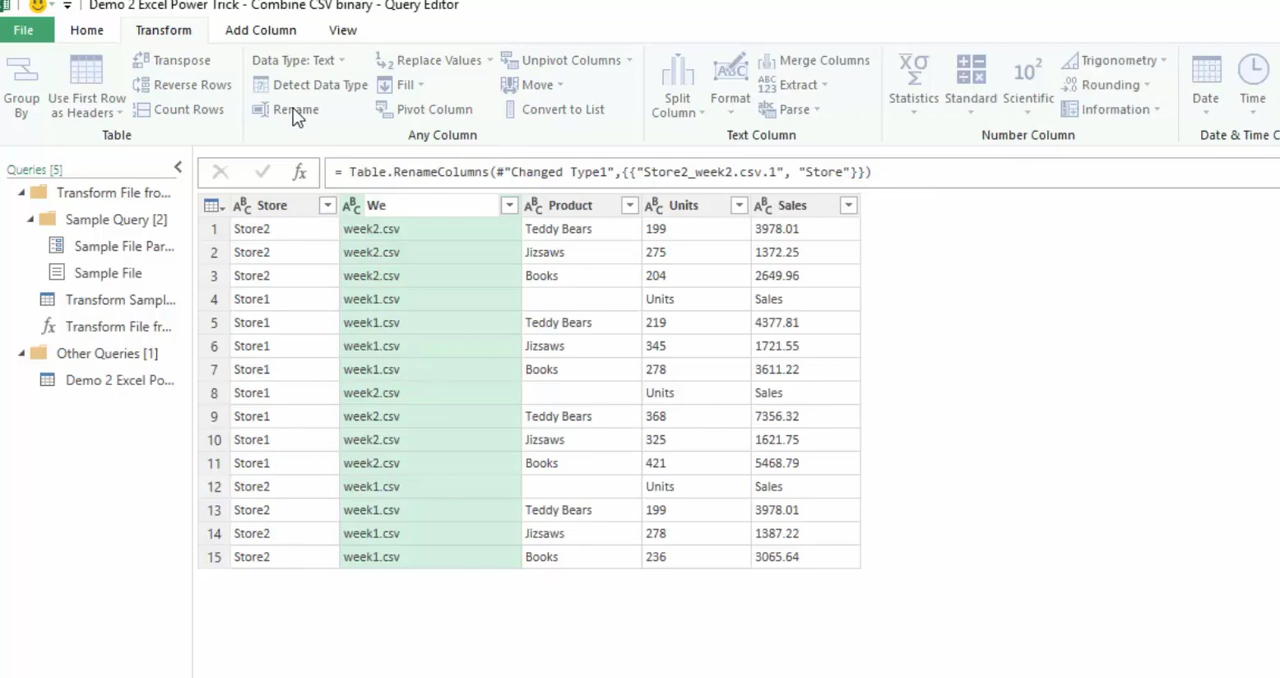 Demo 2 Excel Power Trick - Combine CSV binary - Query Editor
File Home Transform Add Column View
Group By
Use First Row as Headers
Transpose
Reverse Rows
Count Rows
Table
Data Type: Text
Detect Data Type
Rename
Replace Values
Fill
Pivot Column
Unpivot Columns
Move
Convert to List
Any Column
Split Column
Format
Merge Columns
Extract
Parse
Text Column
Statistics
Standard
Scientific
Trigonometry
Rounding
Information
Number Column
Date
Time
Date & Time C
Queries [5]
Transform File fro...
Sample Query [2]
Sample File Par...
Sample File
Transform Sampl...
Transform File fr...
Other Queries [1]
Demo 2 Excel Po...
= Table.RenameColumns(#"Changed Type1",{{"Store2_week2.csv.1", "Store"}})
Store We Product Units Sales
1 Store2 week2.csv Teddy Bears 199 3978.01
2 Store2 week2.csv Jizsaws 275 1372.25
3 Store2 week2.csv Books 204 2649.96
4 Store1 week1.csv Units Sales
5 Store1 week1.csv Teddy Bears 219 4377.81
6 Store1 week1.csv Jizsaws 345 1721.55
7 Store1 week1.csv Books 278 3611.22
8 Store1 week2.csv Units Sales
9 Store1 week2.csv Teddy Bears 368 7356.32
10 Store1 week2.csv Jizsaws 325 1621.75
11 Store1 week2.csv Books 421 5468.79
12 Store2 week1.csv Units Sales
13 Store2 week1.csv Teddy Bears 199 3978.01
14 Store2 week1.csv Jizsaws 278 1387.22
15 Store2 week1.csv Books 236 3065.64